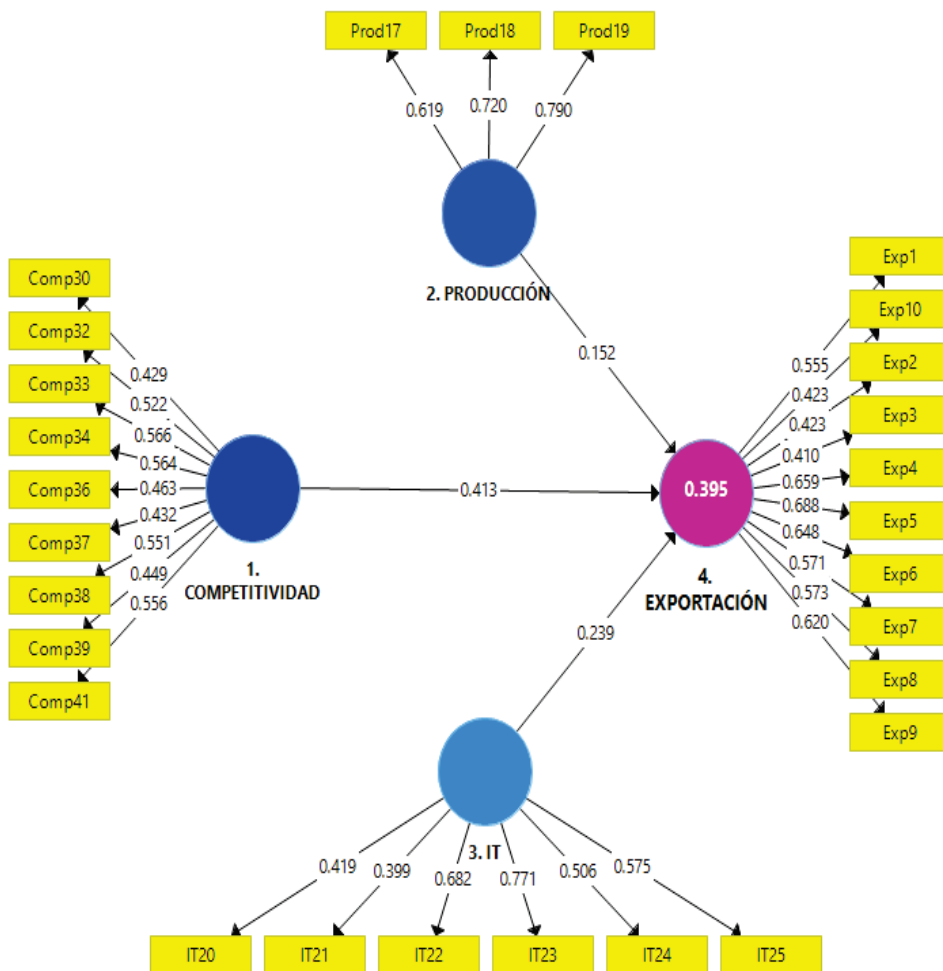 Prod17
Prod18
Prod19
0.619
0.720
0.790
2. PRODUCCIÓN
0.152
Comp30
Comp32
Comp33
Comp34
Comp36
Comp37
Comp38
Comp39
Comp41
0.429
0.522
0.566
0.564
0.463
0.432
0.551
0.449
0.556
1.
COMPETITIVIDAD
0.413
0.395
4.
EXPORTACIÓN
0.555
0.423
0.423
0.410
0.659
0.688
0.648
0.571
0.573
0.620
Exp1
Exp10
Exp2
Exp3
Exp4
Exp5
Exp6
Exp7
Exp8
Exp9
0.239
3. IT
0.419
0.399
0.682
0.771
0.506
0.575
IT20
IT21
IT22
IT23
IT24
IT25